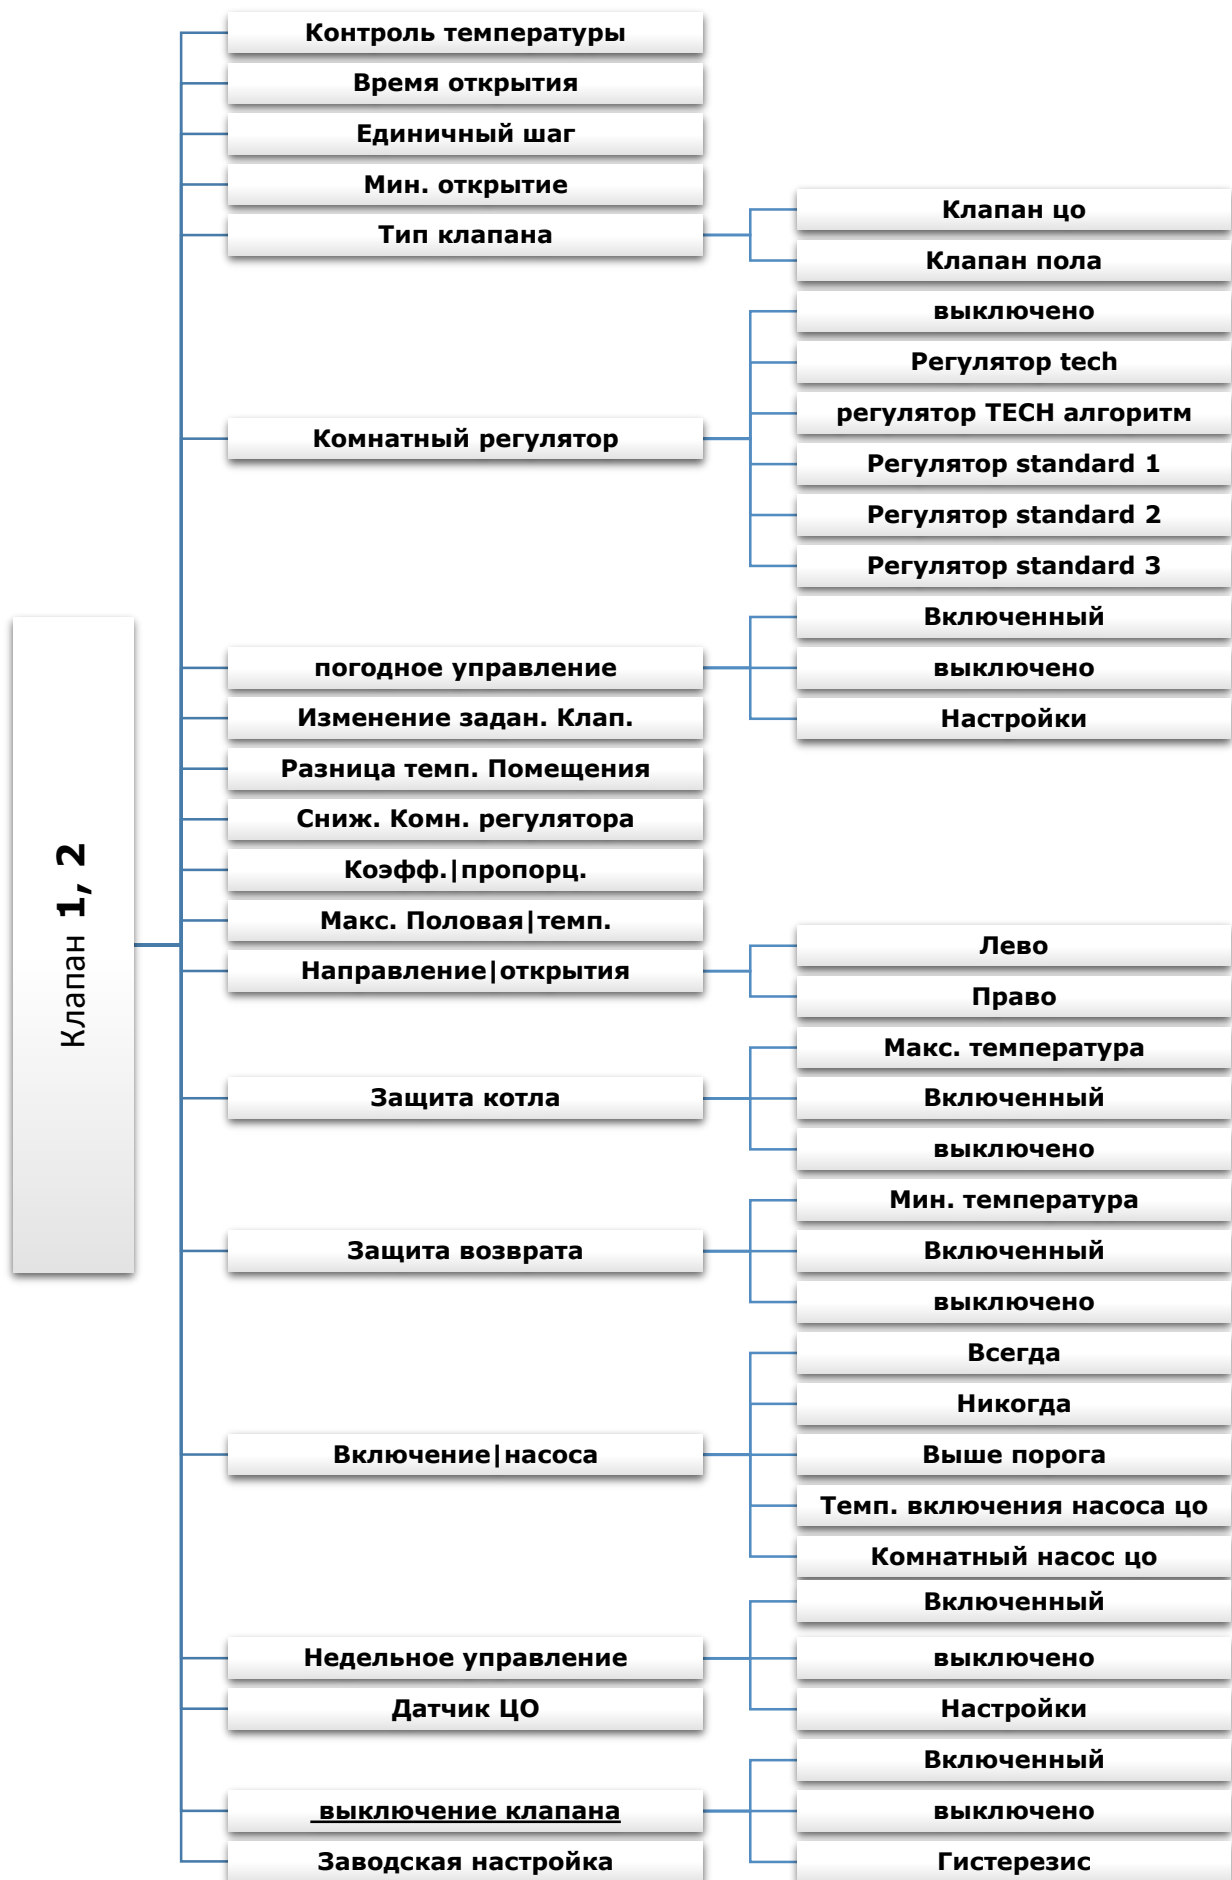 Клапан 1, 2
Контроль температуры
Время открытия
Единичный шаг
Мин. открытие
Тип клапана
Клапан цо
Клапан пола
Комнатный регулятор
выключено
Регулятор tech
регулятор TECH алгоритм
Регулятор standard 1
Регулятор standard 2
Регулятор standard 3
погодное управление
Включенный
выключено
Настройки
Изменение задан. Клап.
Разница темп. Помещения
Сниж. Комн. регулятора
Коэфф.|пропорц.
Макс. Половая|темп.
Направление|открытия
Лево
Право
Защита котла
Макс. температура
Включенный
выключено
Защита возврата
Мин. температура
Включенный
выключено
Включение|насоса
Всегда
Никогда
Выше порога
Темп. включения насоса цо
Комнатный насос цо
Недельное управление
Включенный
выключено
Настройки
Датчик ЦО
выключение клапана
Включенный
выключено
Гистерезис
Заводская настройка